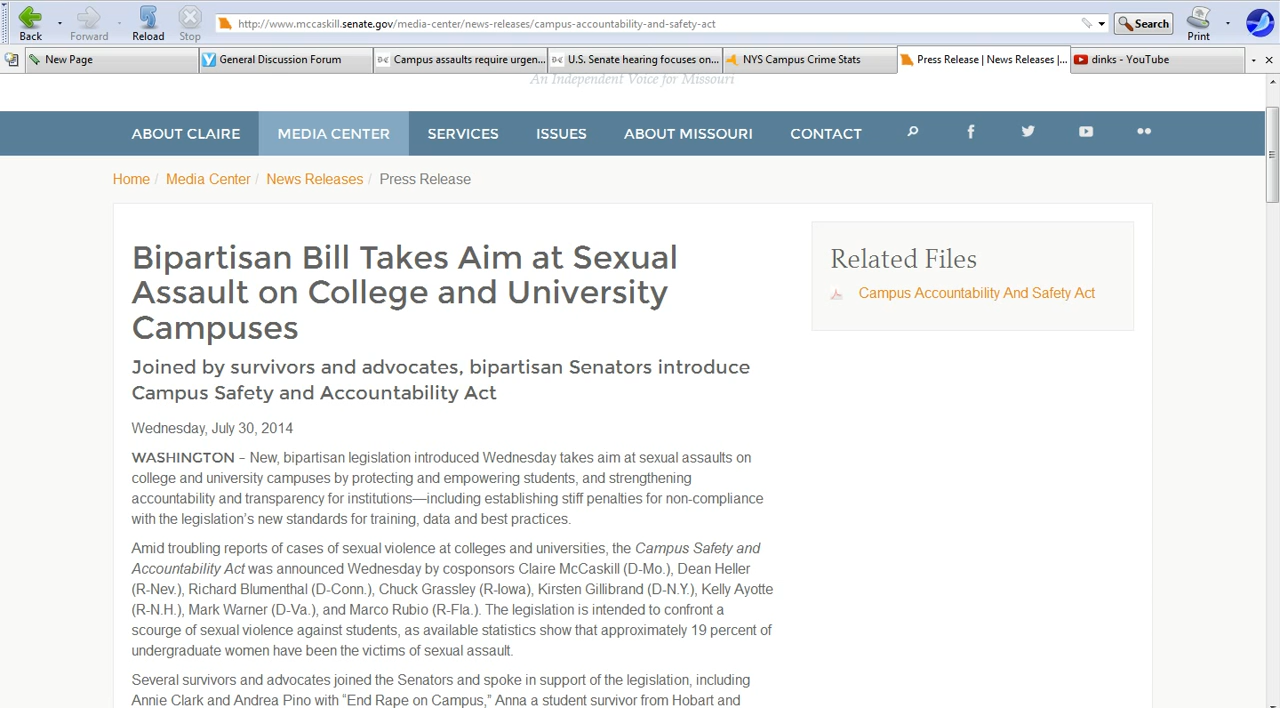 Back
Forward
Reload
Stop
http://www.mccaskill.senate.gov/media-center/news-releases/campus-accountability-and-safety-act
Search
Print
New Page
General Discussion Forum
Campus assaults require urgen...
U.S. Senate hearing focuses on...
NYS Campus Crime Stats
Press Release | News Releases |...
dinks - YouTube
An Independent Voice for Missouri
ABOUT CLAIRE
MEDIA CENTER
SERVICES
ISSUES
ABOUT MISSOURI
CONTACT
Home / Media Center / News Releases / Press Release
Bipartisan Bill Takes Aim at Sexual
Assault on College and University
Campuses
Joined by survivors and advocates, bipartisan Senators introduce
Campus Safety and Accountability Act
Wednesday, July 30, 2014
WASHINGTON – New, bipartisan legislation introduced Wednesday takes aim at sexual assaults on
college and university campuses by protecting and empowering students, and strengthening
accountability and transparency for institutions—including establishing stiff penalties for non-compliance
with the legislation’s new standards for training, data and best practices.
Amid troubling reports of cases of sexual violence at colleges and universities, the Campus Safety and
Accountability Act was announced Wednesday by cosponsors Claire McCaskill (D-Mo.), Dean Heller
(R-Nev.), Richard Blumenthal (D-Conn.), Chuck Grassley (R-Iowa), Kirsten Gillibrand (D-N.Y.), Kelly Ayotte
(R-N.H.), Mark Warner (D-Va.), and Marco Rubio (R-Fla.). The legislation is intended to confront a
scourge of sexual violence against students, as available statistics show that approximately 19 percent of
undergraduate women have been the victims of sexual assault.
Several survivors and advocates joined the Senators and spoke in support of the legislation, including
Annie Clark and Andrea Pino with “End Rape on Campus,” Anna a student survivor from Hobart and
Related Files
Campus Accountability And Safety Act